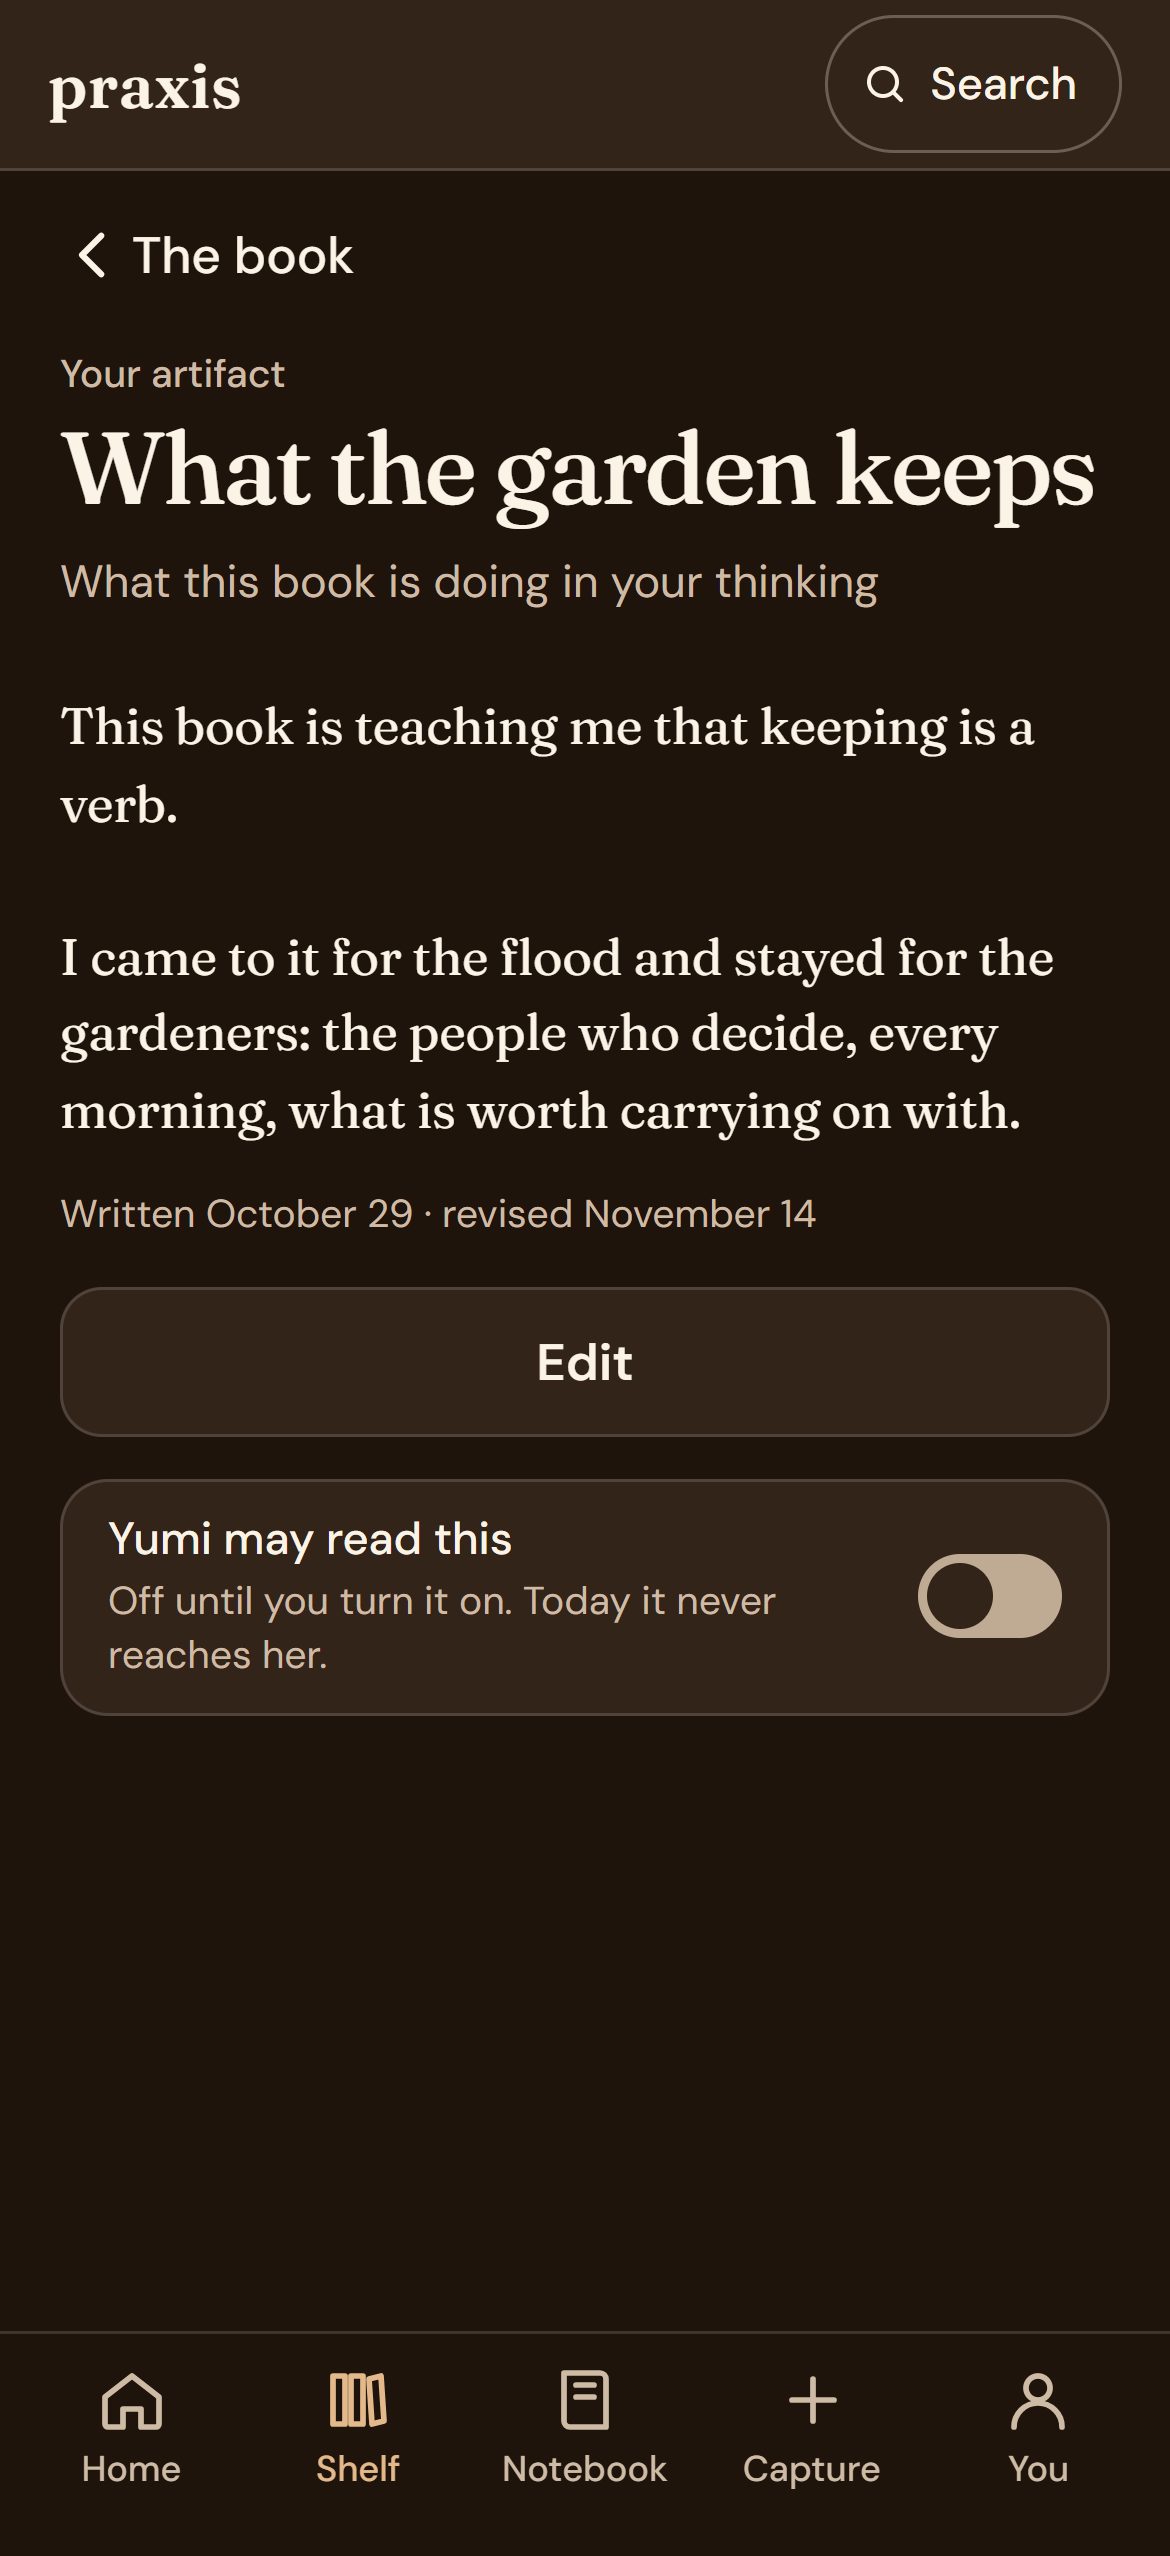 praxis
Search
The book
Your artifact
What the garden keeps
What this book is doing in your thinking
This book is teaching me that keeping is a
verb.
I came to it for the flood and stayed for the
gardeners: the people who decide, every
morning, what is worth carrying on with.
Written October 29 · revised November 14
Edit
Yumi may read this
Off until you turn it on. Today it never
reaches her.
Home
Shelf
Notebook
Capture
You